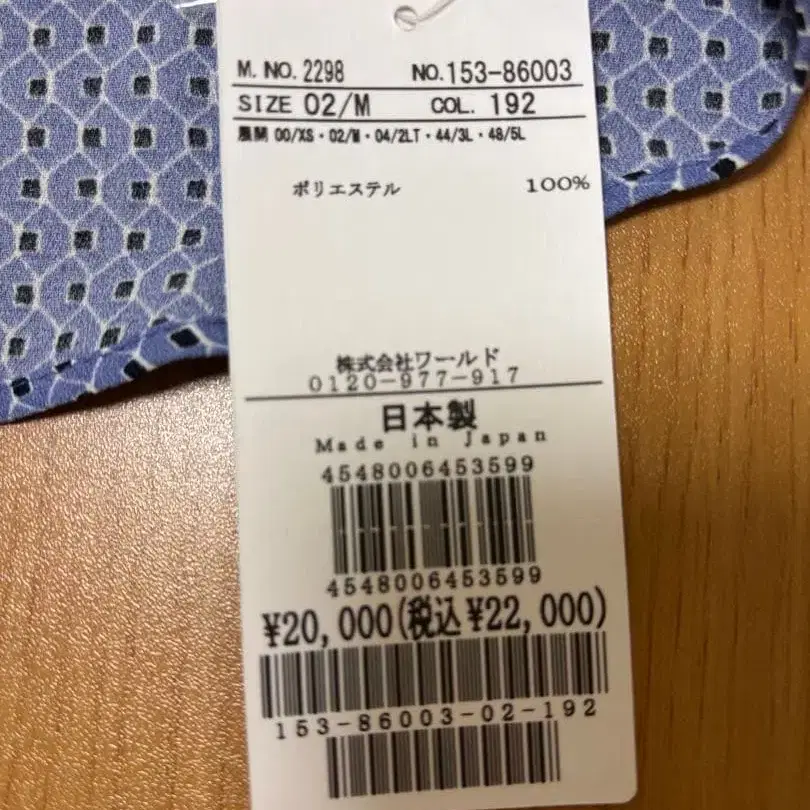 M. NO. 2298 NO. 153-86003
SIZE 02/M COL. 192
展開 00/XS・02/M・04/2LT・44/3L・48/5L
ポリエステル 100%
株式会社ワールド
0120-977-917
日本製
Made in Japan
4548006453599
4548006453599
¥20,000(税込¥22,000)
153-86003-02-192